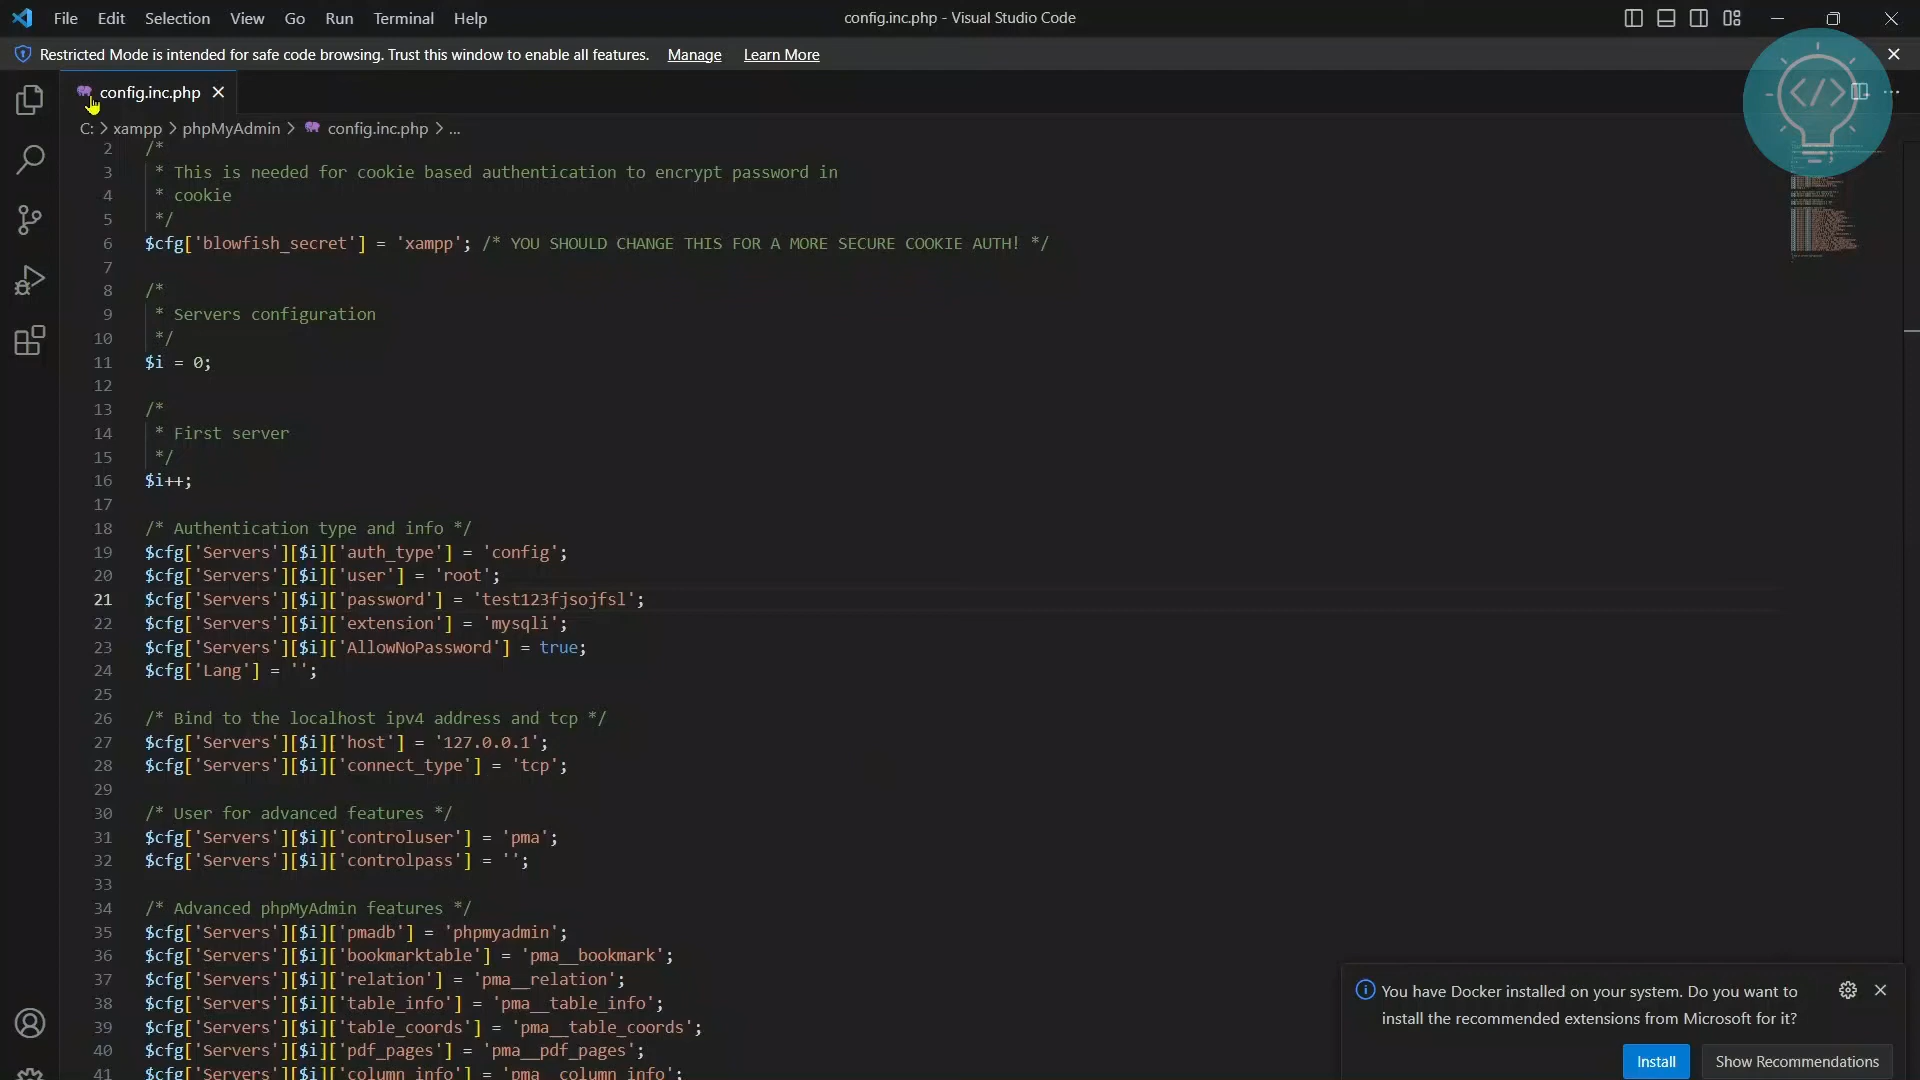 File Edit Selection View Go Run Terminal Help config.inc.php - Visual Studio Code
Restricted Mode is intended for safe code browsing. Trust this window to enable all features. Manage Learn More
config.inc.php
C: > xampp > phpMyAdmin > config.inc.php > ...
2 /*
3 * This is needed for cookie based authentication to encrypt password in
4 * cookie
5 */
6 $cfg['blowfish_secret'] = 'xampp'; /* YOU SHOULD CHANGE THIS FOR A MORE SECURE COOKIE AUTH! */
7
8 /*
9 * Servers configuration
10 */
11 $i = 0;
12
13 /*
14 * First server
15 */
16 $i++;
17
18 /* Authentication type and info */
19 $cfg['Servers'][$i]['auth_type'] = 'config';
20 $cfg['Servers'][$i]['user'] = 'root';
21 $cfg['Servers'][$i]['password'] = 'test123fjsojfsl';
22 $cfg['Servers'][$i]['extension'] = 'mysqli';
23 $cfg['Servers'][$i]['AllowNoPassword'] = true;
24 $cfg['Lang'] = '';
25
26 /* Bind to the localhost ipv4 address and tcp */
27 $cfg['Servers'][$i]['host'] = '127.0.0.1';
28 $cfg['Servers'][$i]['connect_type'] = 'tcp';
29
30 /* User for advanced features */
31 $cfg['Servers'][$i]['controluser'] = 'pma';
32 $cfg['Servers'][$i]['controlpass'] = '';
33
34 /* Advanced phpMyAdmin features */
35 $cfg['Servers'][$i]['pmadb'] = 'phpmyadmin';
36 $cfg['Servers'][$i]['bookmarktable'] = 'pma__bookmark';
37 $cfg['Servers'][$i]['relation'] = 'pma__relation';
38 $cfg['Servers'][$i]['table_info'] = 'pma__table_info';
39 $cfg['Servers'][$i]['table_coords'] = 'pma__table_coords';
40 $cfg['Servers'][$i]['pdf_pages'] = 'pma__pdf_pages';
41 $cfg['Servers'][$i]['column_info'] = 'pma__column_info';
You have Docker installed on your system. Do you want to
install the recommended extensions from Microsoft for it?
Install Show Recommendations